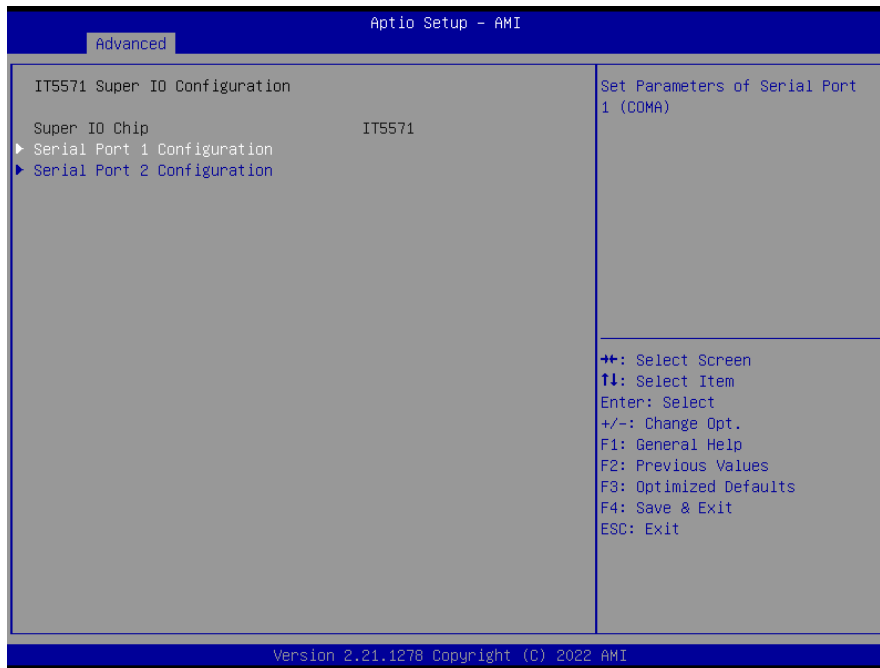 Aptio Setup – AMI
Advanced
IT5571 Super IO Configuration
Super IO Chip IT5571
▶ Serial Port 1 Configuration
▶ Serial Port 2 Configuration
Set Parameters of Serial Port
1 (COMA)
→←: Select Screen
↑↓: Select Item
Enter: Select
+/-: Change Opt.
F1: General Help
F2: Previous Values
F3: Optimized Defaults
F4: Save & Exit
ESC: Exit
Version 2.21.1278 Copyright (C) 2022 AMI